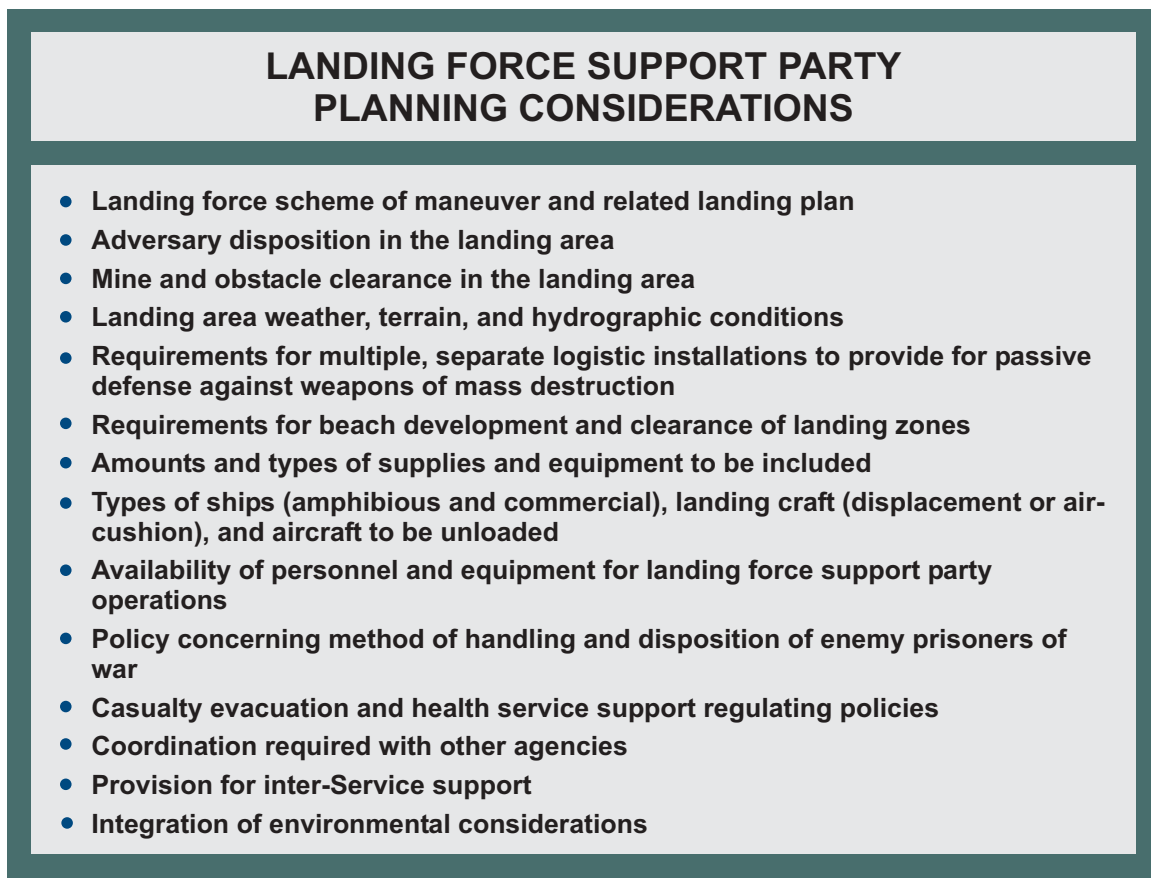 LANDING FORCE SUPPORT PARTY
PLANNING CONSIDERATIONS
• Landing force scheme of maneuver and related landing plan
• Adversary disposition in the landing area
• Mine and obstacle clearance in the landing area
• Landing area weather, terrain, and hydrographic conditions
• Requirements for multiple, separate logistic installations to provide for passive
defense against weapons of mass destruction
• Requirements for beach development and clearance of landing zones
• Amounts and types of supplies and equipment to be included
• Types of ships (amphibious and commercial), landing craft (displacement or air-
cushion), and aircraft to be unloaded
• Availability of personnel and equipment for landing force support party
operations
• Policy concerning method of handling and disposition of enemy prisoners of
war
• Casualty evacuation and health service support regulating policies
• Coordination required with other agencies
• Provision for inter-Service support
• Integration of environmental considerations